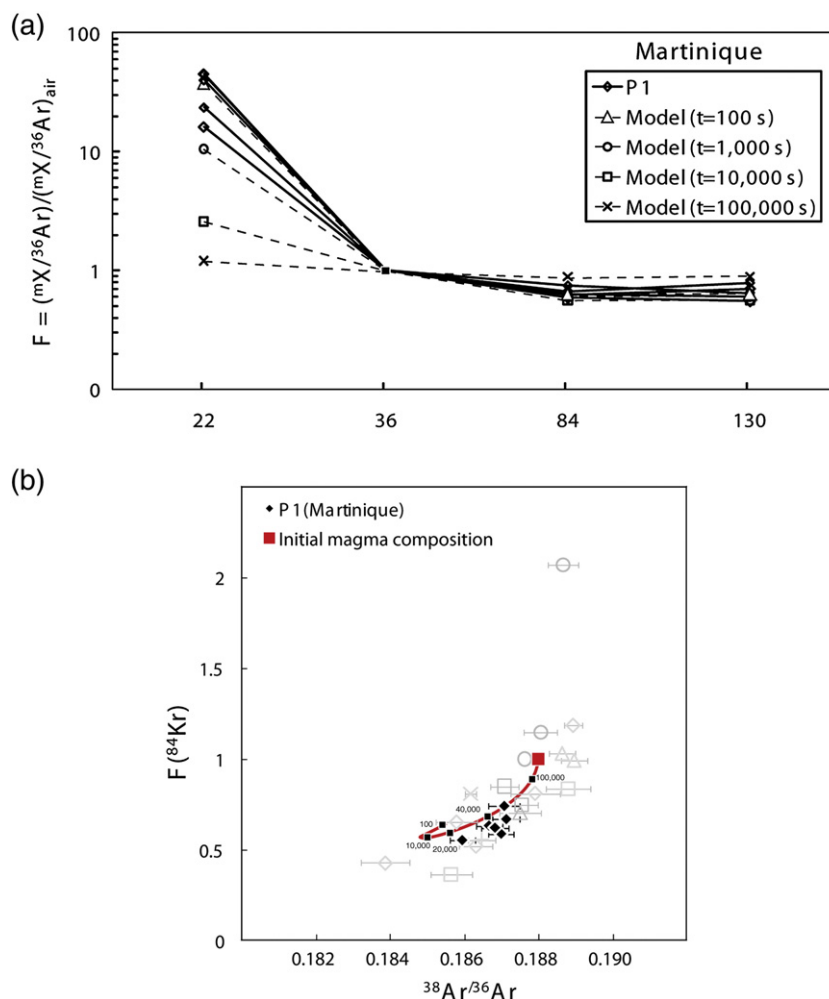 (a)
100
10
1
0
F = (ᵐX/³⁶Ar)/(ᵐX/³⁶Ar)air
22
36
84
130
Martinique
P1
Model (t=100 s)
Model (t=1,000 s)
Model (t=10,000 s)
Model (t=100,000 s)
(b)
P1(Martinique)
Initial magma composition
2
1.5
1
0.5
0
F (⁸⁴Kr)
100,000
40,000
100
10,000
20,000
0.182
0.184
0.186
0.188
0.190
³⁸Ar/³⁶Ar